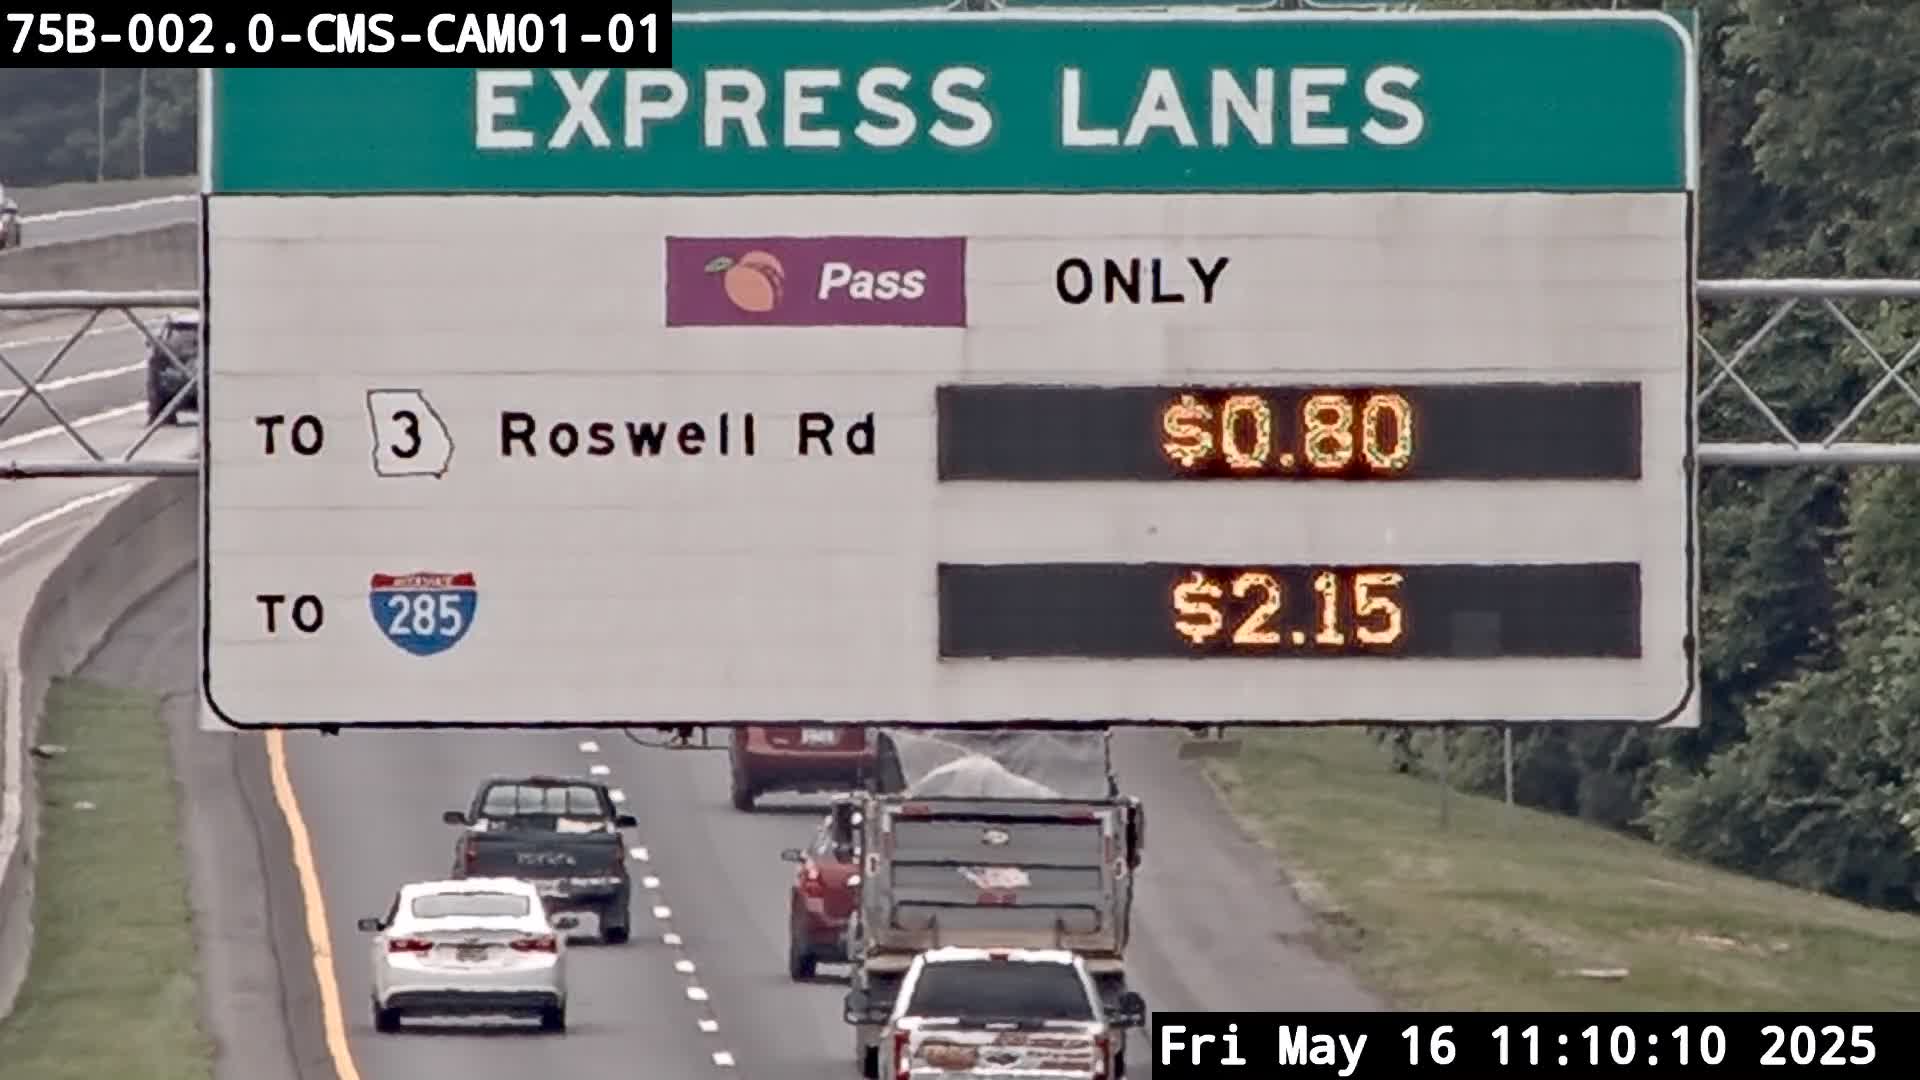 75B-002.0-CMS-CAM01-01
EXPRESS LANES
Pass ONLY
TO 3 Roswell Rd $0.80
INTERSTATE
TO 285 $2.15
Fri May 16 11:10:10 2025